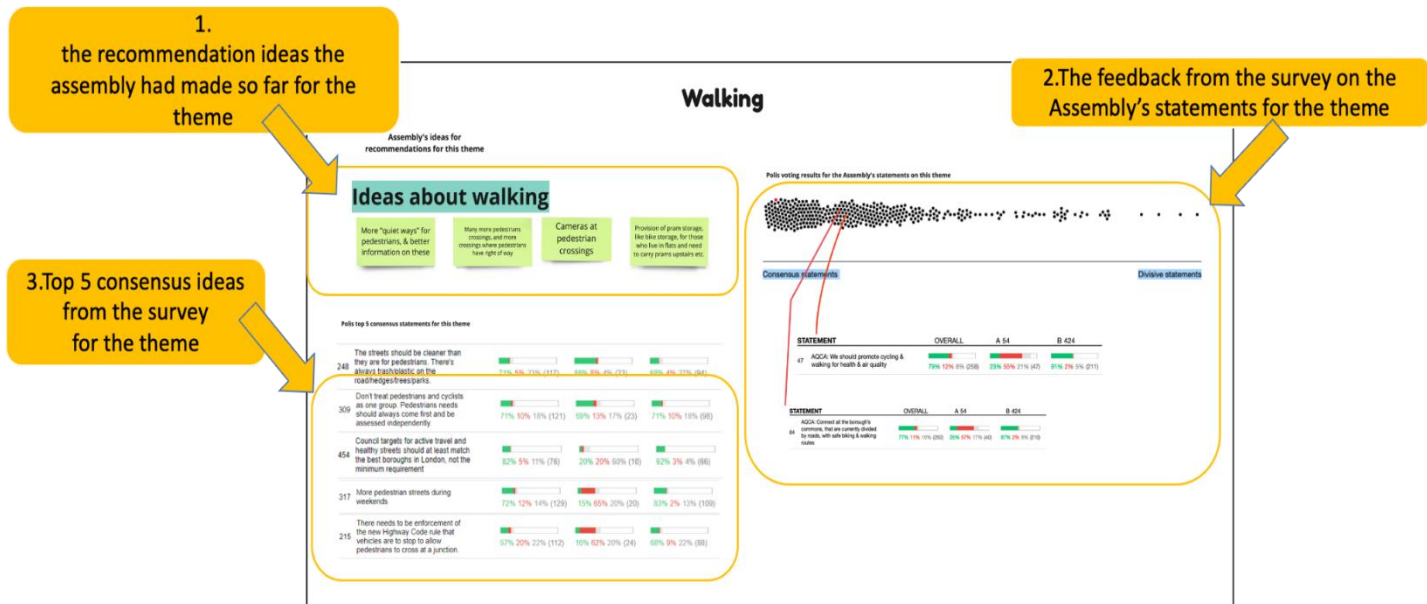 1.
the recommendation ideas the
assembly had made so far for the
theme
2.The feedback from the survey on the
Assembly's statements for the theme
3.Top 5 consensus ideas
from the survey
for the theme
Walking
Assembly's ideas for
recommendations for this theme
Ideas about walking
More "quiet ways" for
pedestrians, & better
information on these
Many more pedestrians
crossings, and more
crossings where pedestrians
have right of way
Cameras at
pedestrian
crossings
Provision of pram storage,
like bike storage, for those
who live in flats and need
to carry prams upstairs etc.
Polis top 5 consensus statements for this theme
248
The streets should be cleaner than
they are for pedestrians. There's
always trash/plastic on the
road/hedges/trees/parks.
309
Don't treat pedestrians and cyclists
as one group. Pedestrians needs
should always come first and be
assessed independently
71% 10% 18% (121) 69% 13% 17% (23) 71% 10% 18% (98)
454
Council targets for active travel and
healthy streets should at least match
the best boroughs in London, not the
minimum requirement
82% 5% 11% (76) 20% 20% 60% 92% 3% 4% (66)
317
More pedestrian streets during
weekends
72% 12% 14% (129) 15% 65% 20% (20) 83% 2% 13% (109)
215
There needs to be enforcement of
the new Highway Code rule that
vehicles are to stop to allow
pedestrians to cross at a junction.
57% 20% 22% (112) 16% 62% 20% (24) 68% 9% 22% (88)
Polis voting results for the Assembly's statements on this theme
Consensus statements
Divisive statements
STATEMENT OVERALL A 54 B 424
47 AQCA: We should promote cycling &
walking for health & air quality
79% 12% 8% (258) 23% 55% 21% (47) 91% 2% 5% (211)
STATEMENT OVERALL A 54 B 424
AQCA: Connect all the borough's
commons, that are currently divided
by roads, with safe biking & walking
routes
77% 11% 57% 87% 2%